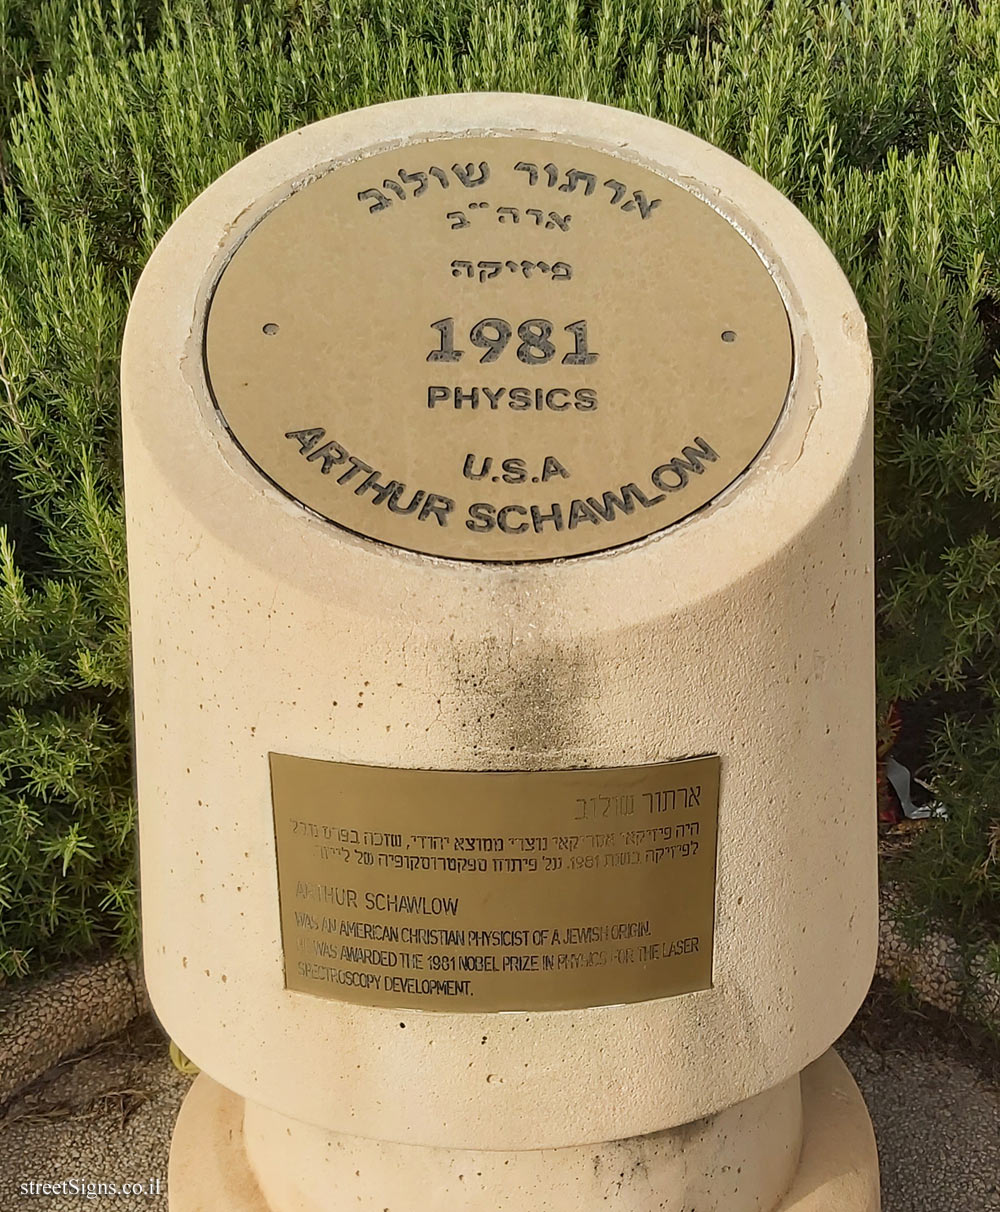 ארתור שולוב
ארה"ב
פיזיקה
1981
PHYSICS
U.S.A
ARTHUR SCHAWLOW
ארתור שולוב
היה פיזיקאי אמריקאי נוצרי ממוצא יהודי, שזכה בפרס נובל
לפיזיקה בשנת 1981, על פיתוח ספקטרוסקופיה של לייזר.
ARTHUR SCHAWLOW
WAS AN AMERICAN CHRISTIAN PHYSICIST OF A JEWISH ORIGIN.
HE WAS AWARDED THE 1981 NOBEL PRIZE IN PHYSICS FOR THE LASER
SPECTROSCOPY DEVELOPMENT.
streetSigns.co.il